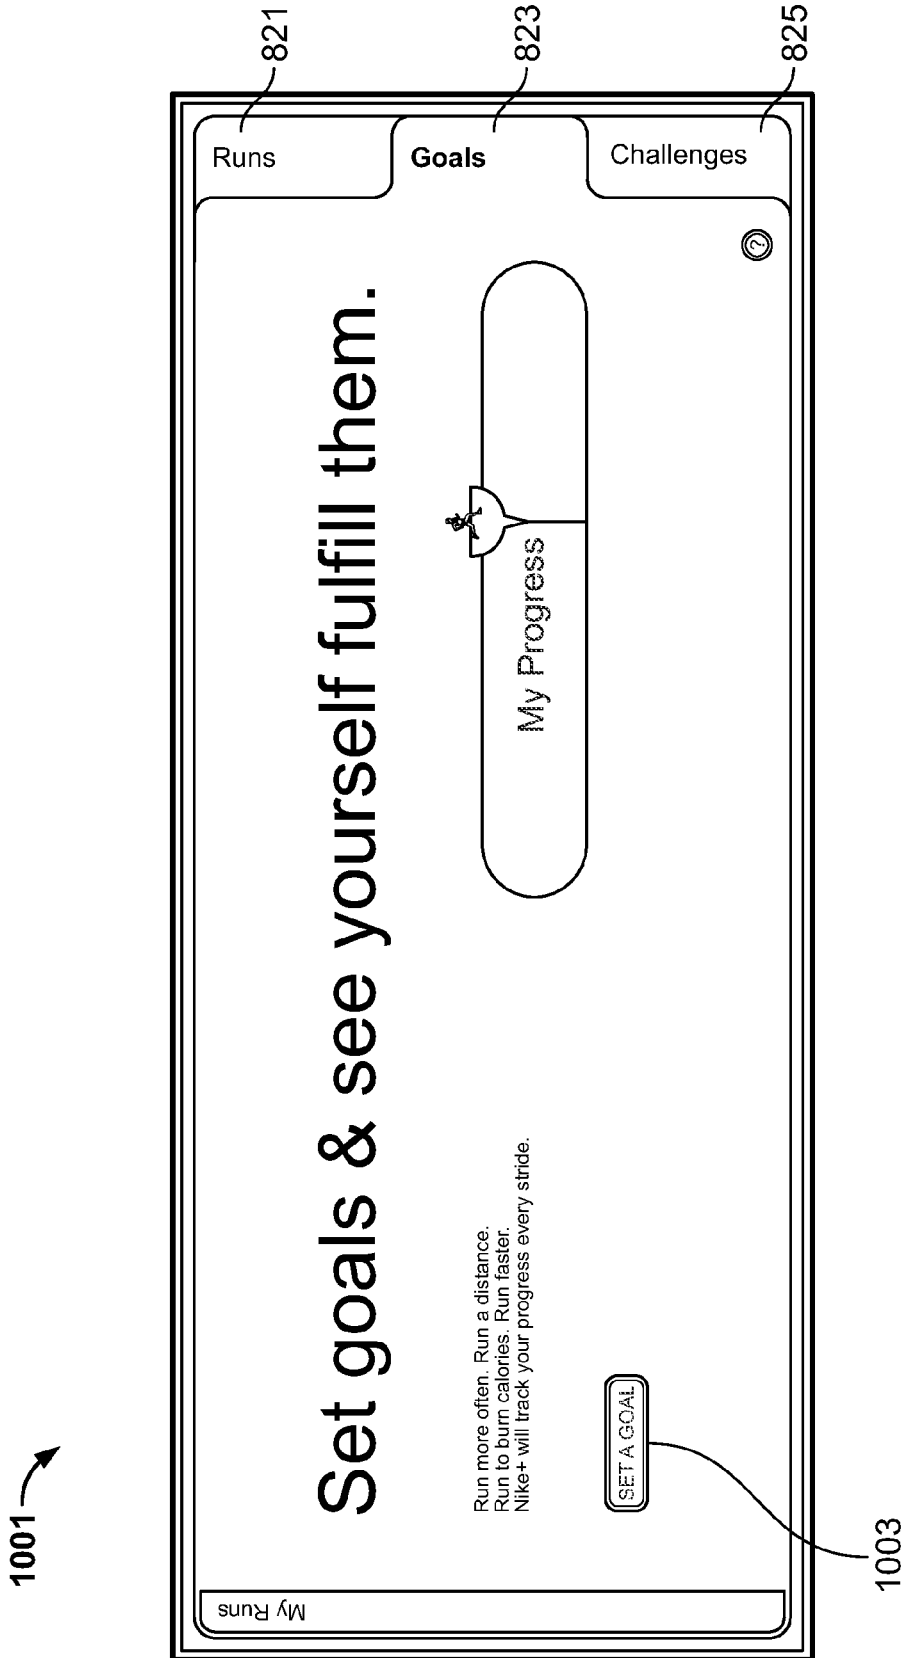 1001
My Runs
Set goals & see yourself fulfill them.
Run more often. Run a distance.
Run to burn calories. Run faster.
Nike+ will track your progress every stride.
SET A GOAL
1003
My Progress
?
Runs
821
Goals
823
Challenges
825